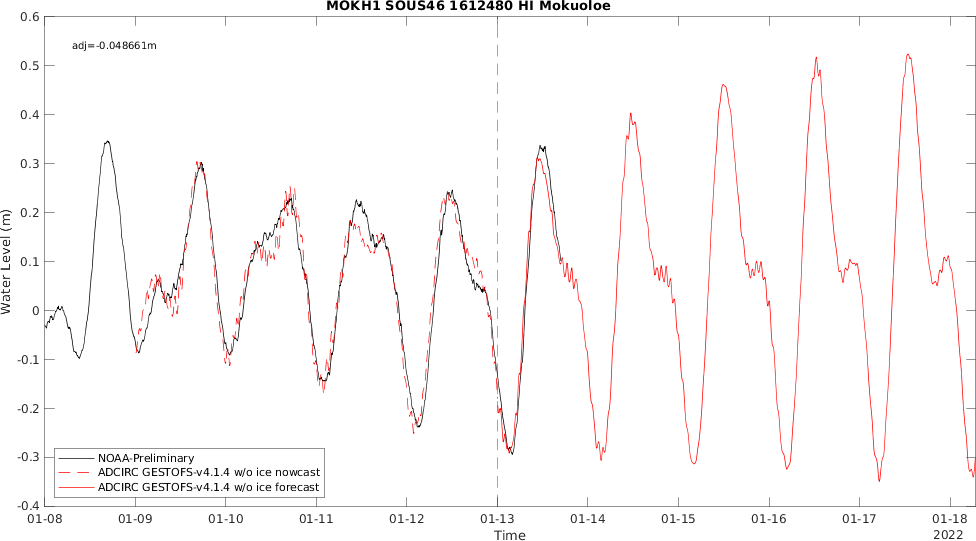 MOKH1 SOUS46 1612480 HI Mokuoloe
adj=-0.048661m
Water Level (m)
0.6
0.5
0.4
0.3
0.2
0.1
0
-0.1
-0.2
-0.3
-0.4
NOAA-Preliminary
ADCIRC GESTOFS-v4.1.4 w/o ice nowcast
ADCIRC GESTOFS-v4.1.4 w/o ice forecast
01-08 01-09 01-10 01-11 01-12 01-13 01-14 01-15 01-16 01-17 01-18
Time
2022